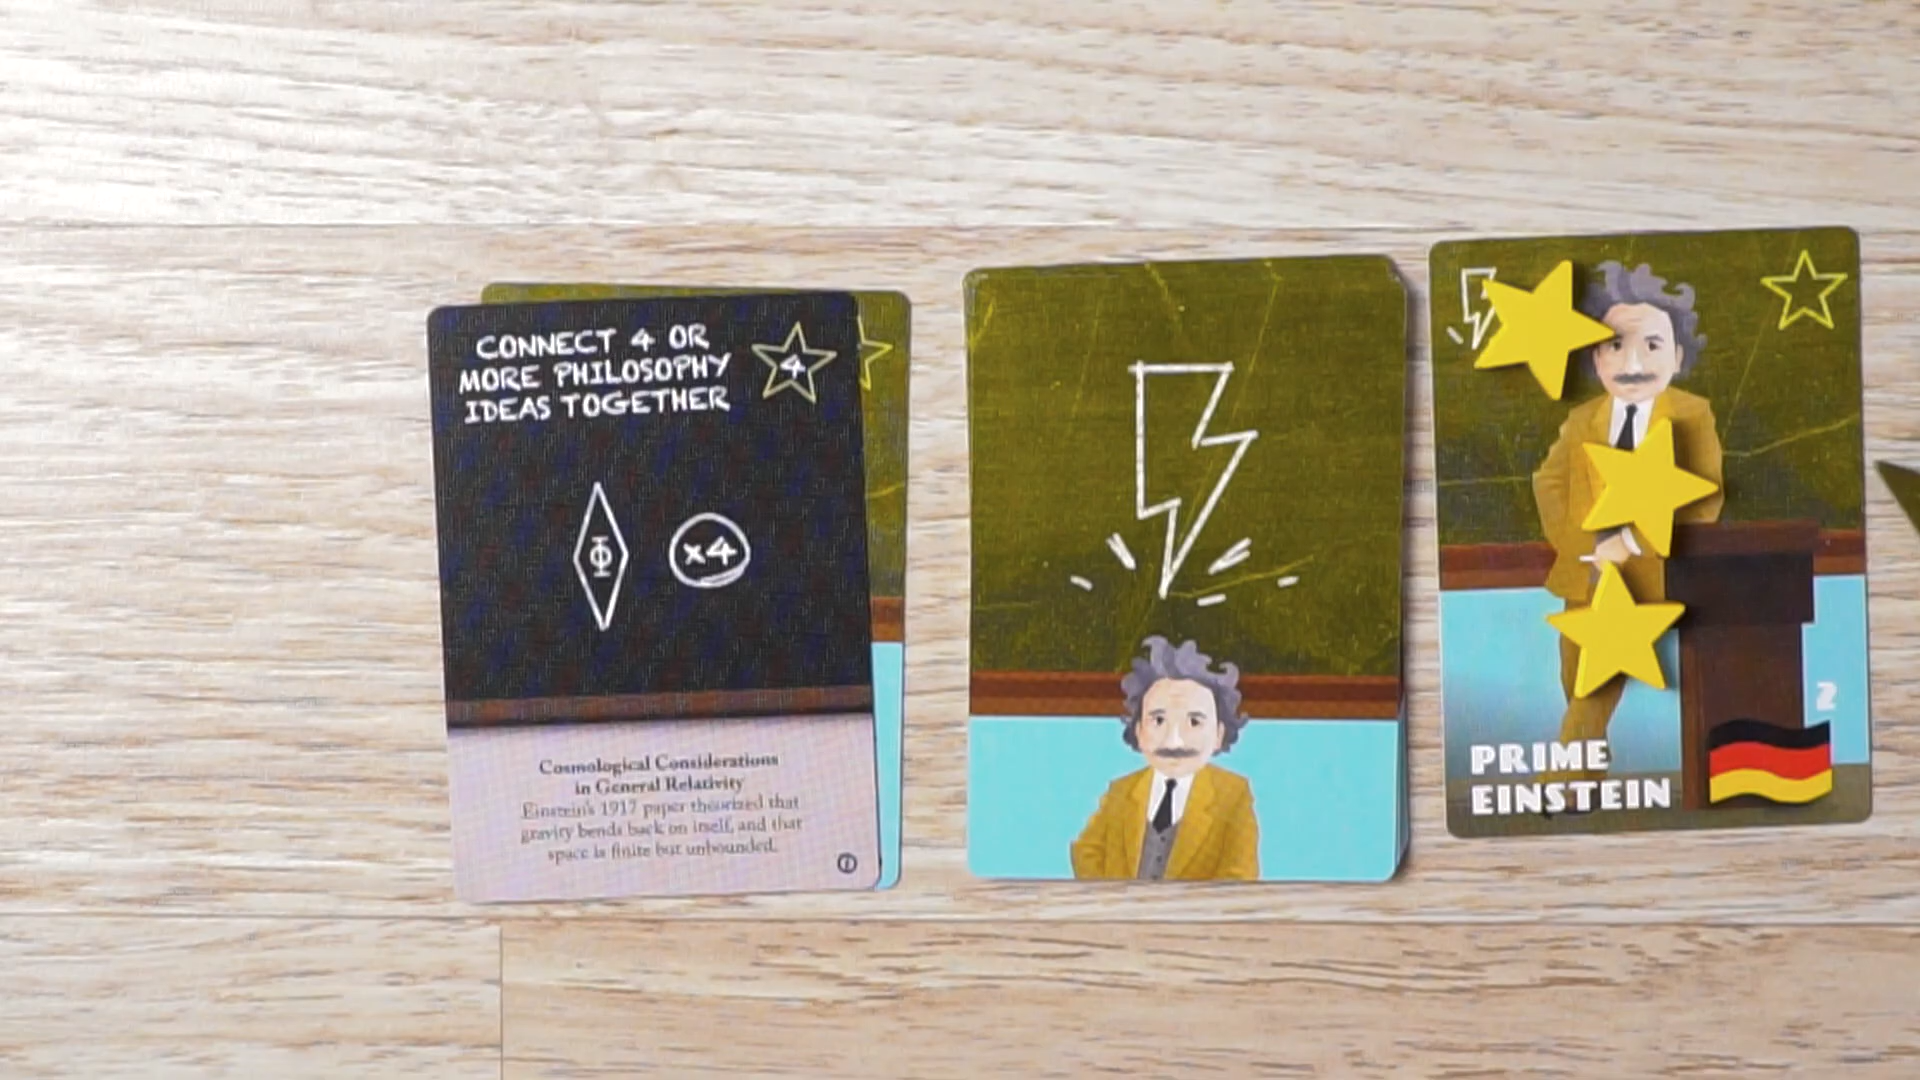 CONNECT 4 OR
MORE PHILOSOPHY
IDEAS TOGETHER
4
Φ
x4
Cosmological Considerations
in General Relativity
Einstein's 1917 paper theorized that
gravity bends back on itself, and that
space is finite but unbounded.
2
PRIME
EINSTEIN